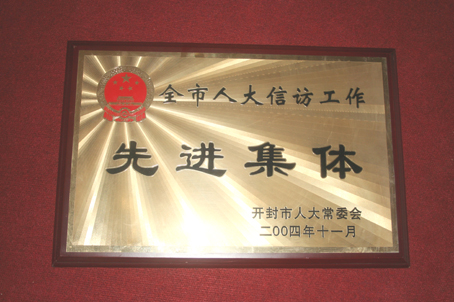 全市人大信访工作
先进集体
开封市人大常委会
二00四年十一月